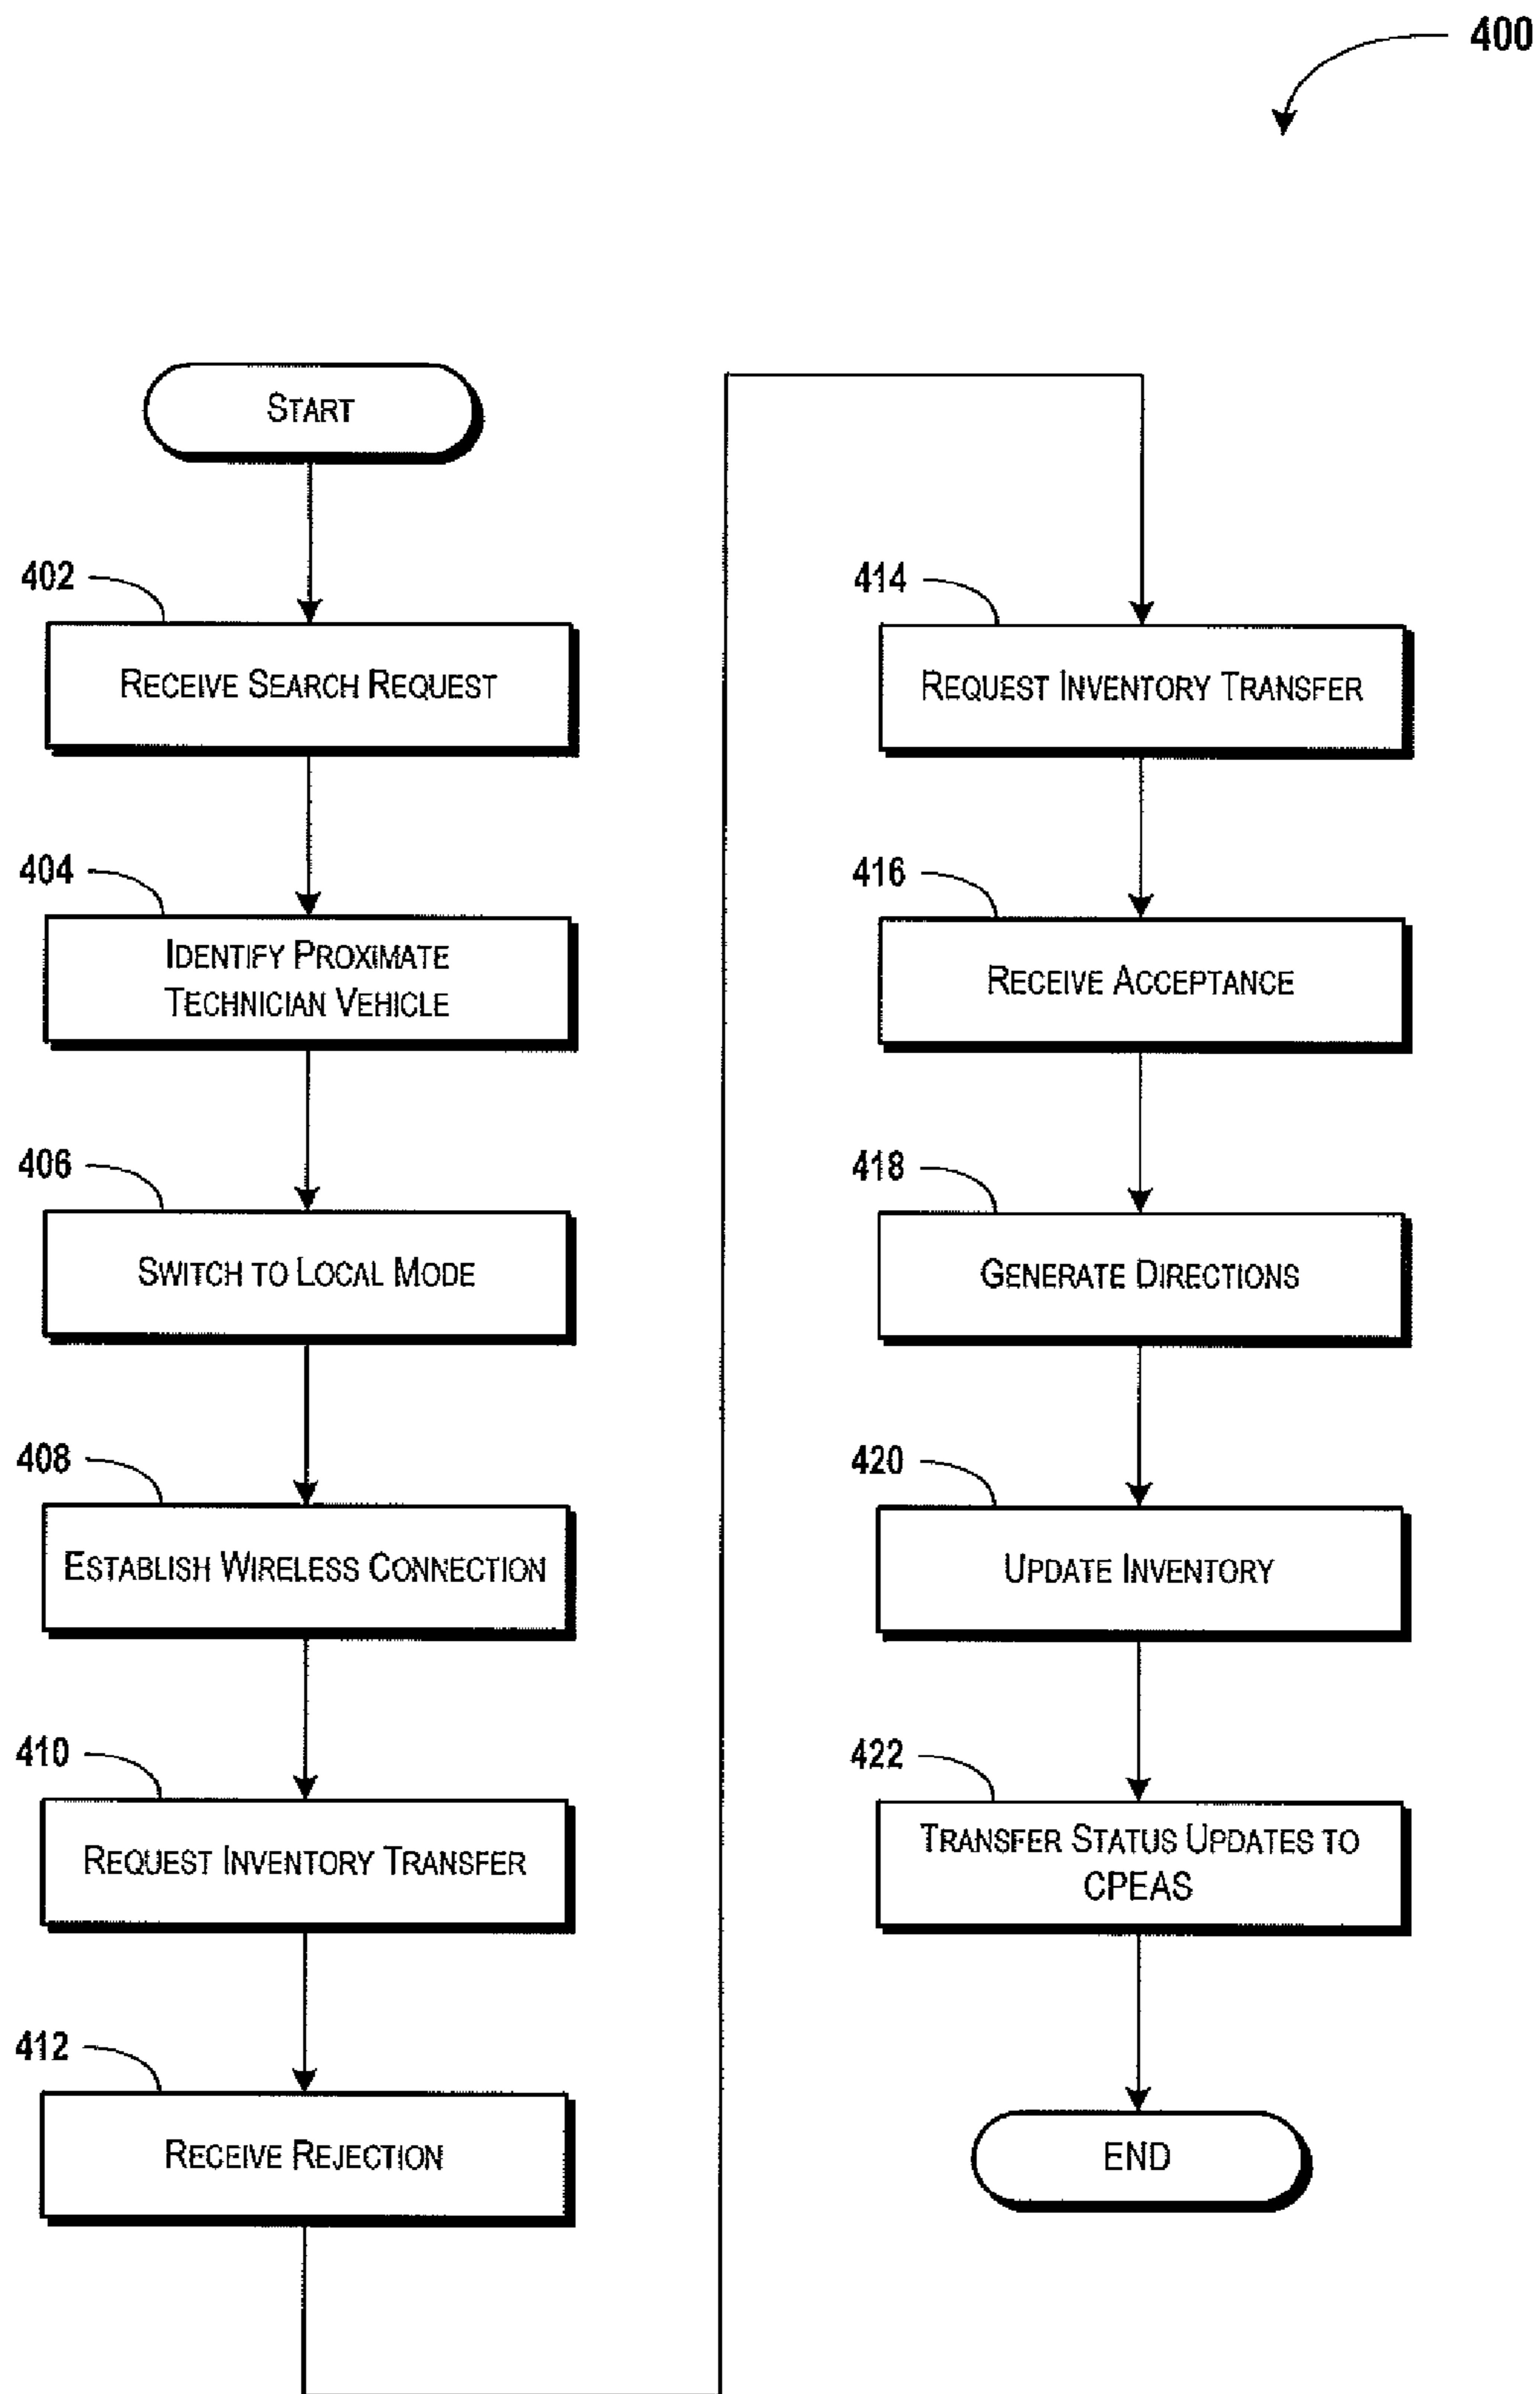 400
START
402
RECEIVE SEARCH REQUEST
404
IDENTIFY PROXIMATE
TECHNICIAN VEHICLE
406
SWITCH TO LOCAL MODE
408
ESTABLISH WIRELESS CONNECTION
410
REQUEST INVENTORY TRANSFER
412
RECEIVE REJECTION
414
REQUEST INVENTORY TRANSFER
416
RECEIVE ACCEPTANCE
418
GENERATE DIRECTIONS
420
UPDATE INVENTORY
422
TRANSFER STATUS UPDATES TO
CPEAS
END